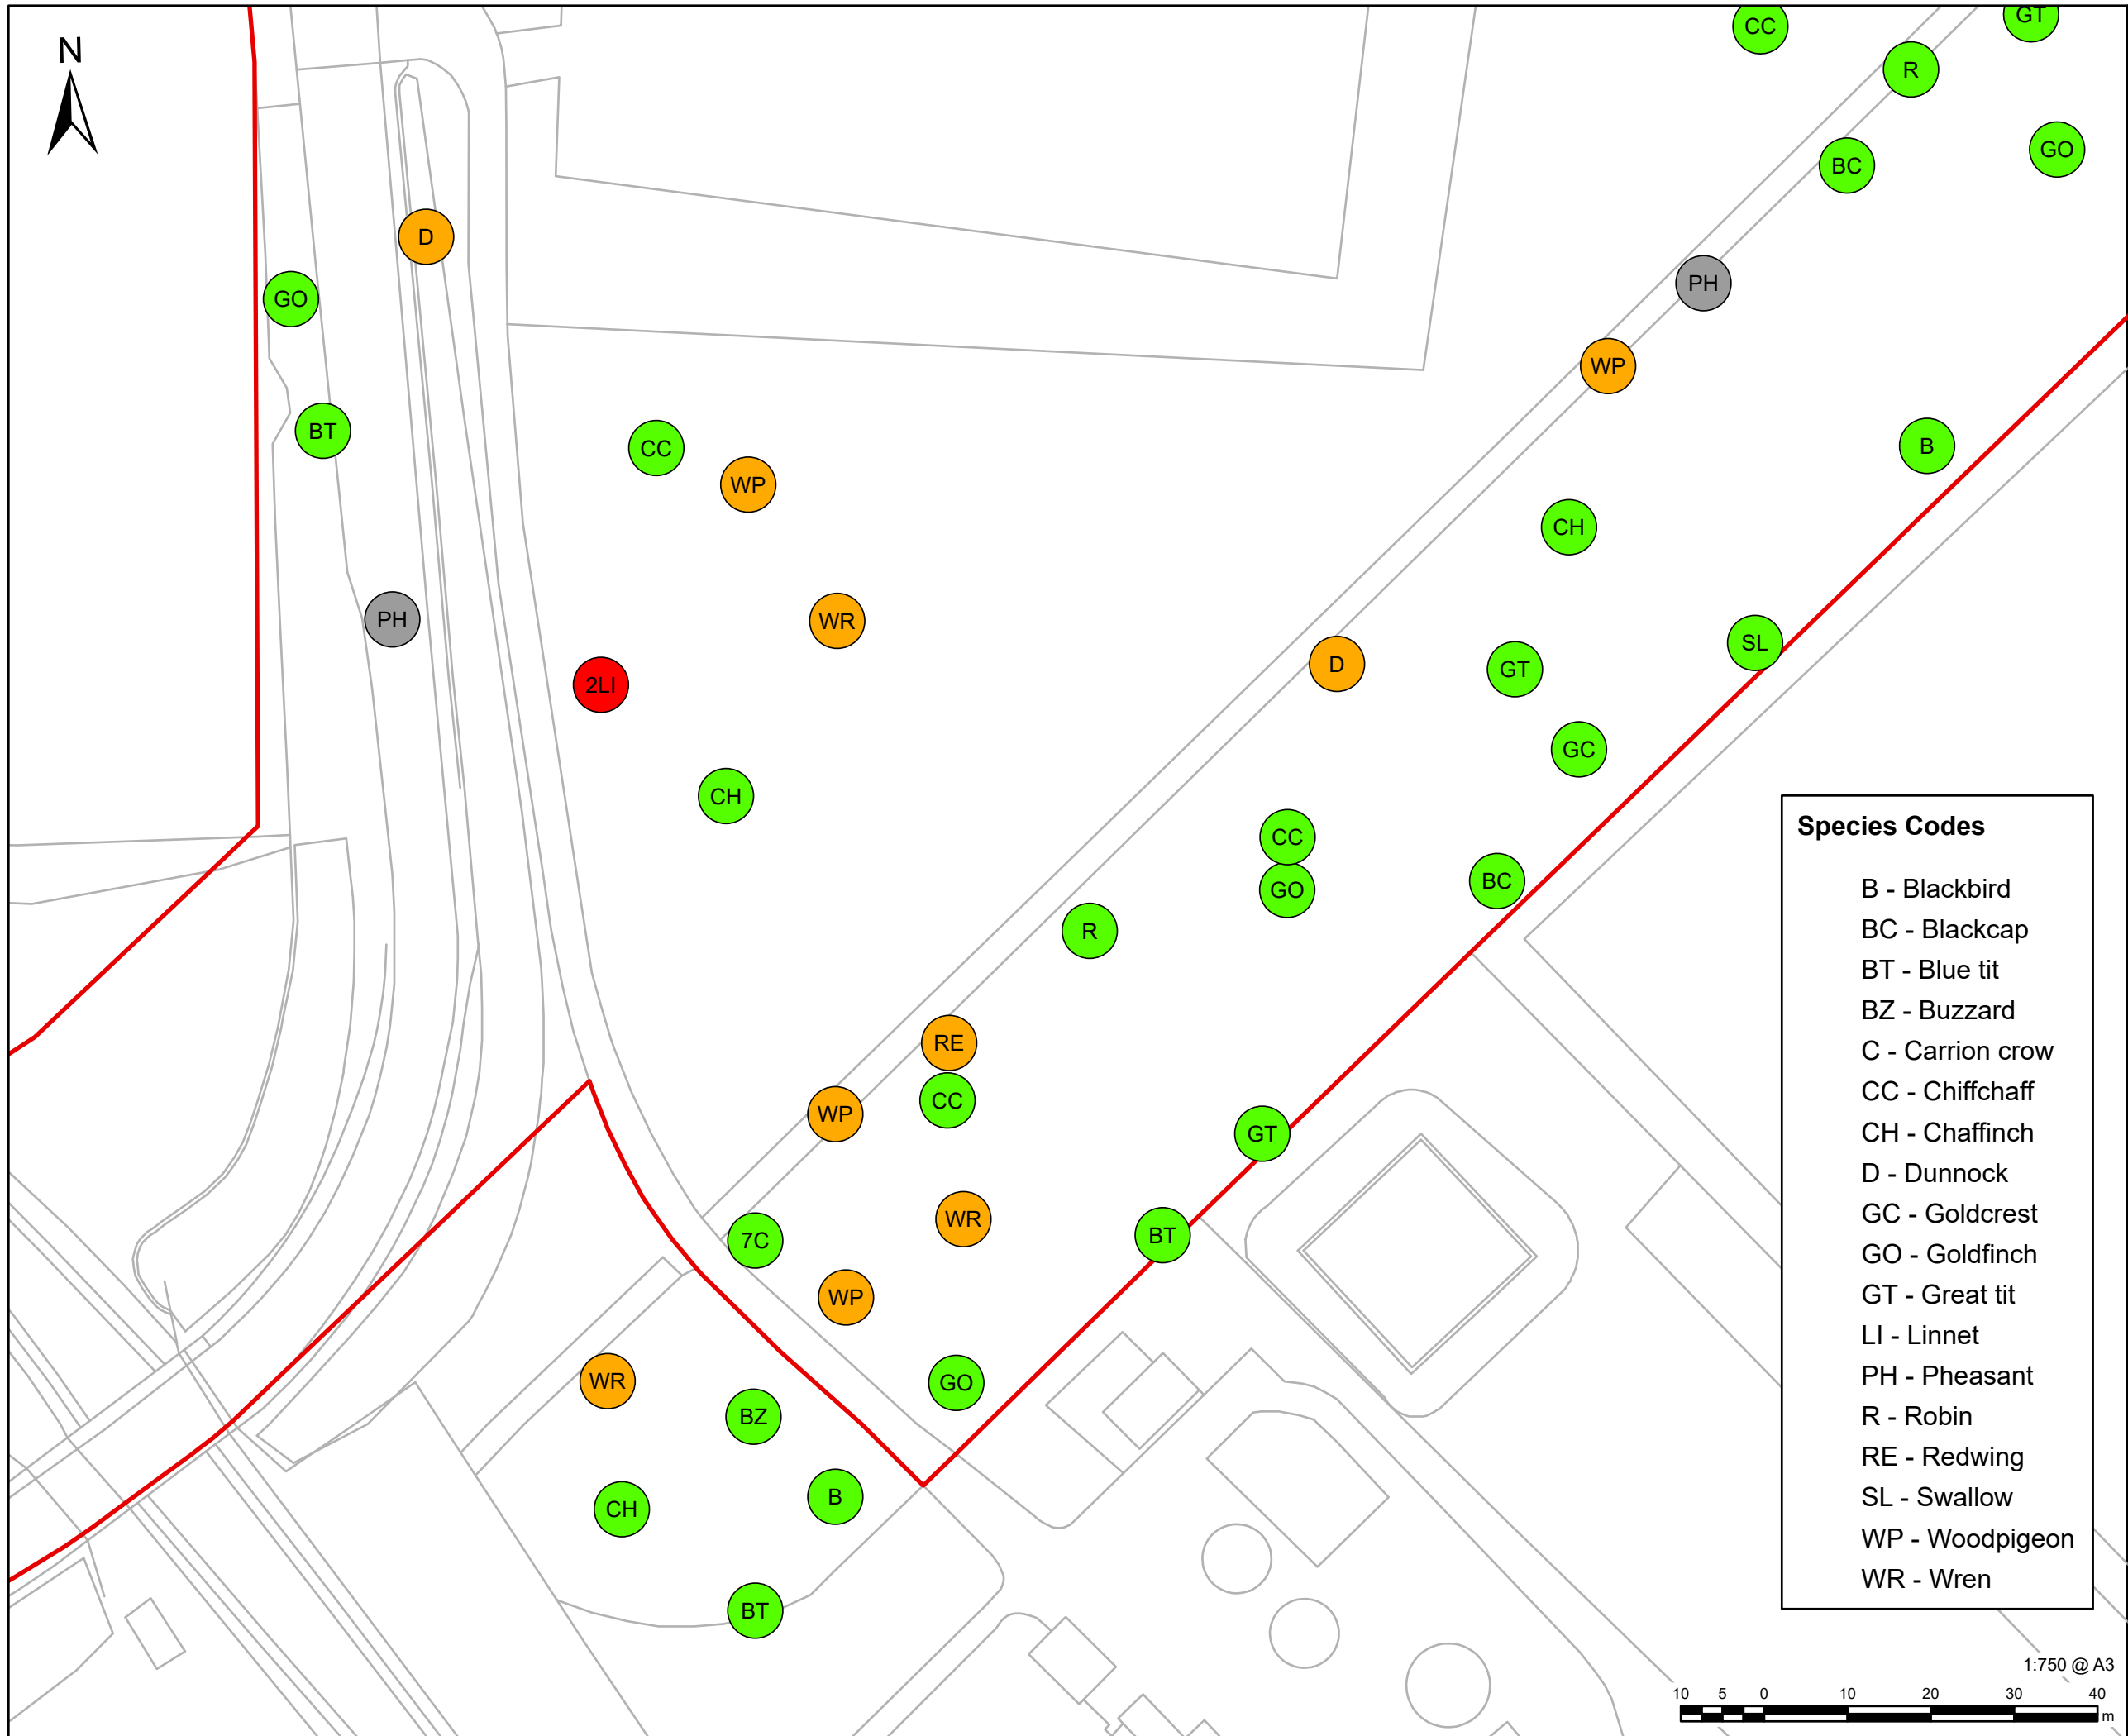 N
CC
GT
R
GO
BC
D
PH
GO
WP
BT
B
CC
WP
CH
PH
WR
SL
D
GT
2LI
GC
CH
CC
BC
GO
R
RE
CC
WP
GT
WR
BT
7C
WP
WR
GO
BZ
B
CH
BT
Species Codes
B - Blackbird
BC - Blackcap
BT - Blue tit
BZ - Buzzard
C - Carrion crow
CC - Chiffchaff
CH - Chaffinch
D - Dunnock
GC - Goldcrest
GO - Goldfinch
GT - Great tit
LI - Linnet
PH - Pheasant
R - Robin
RE - Redwing
SL - Swallow
WP - Woodpigeon
WR - Wren
1:750 @ A3
10 5 0 10 20 30 40
m